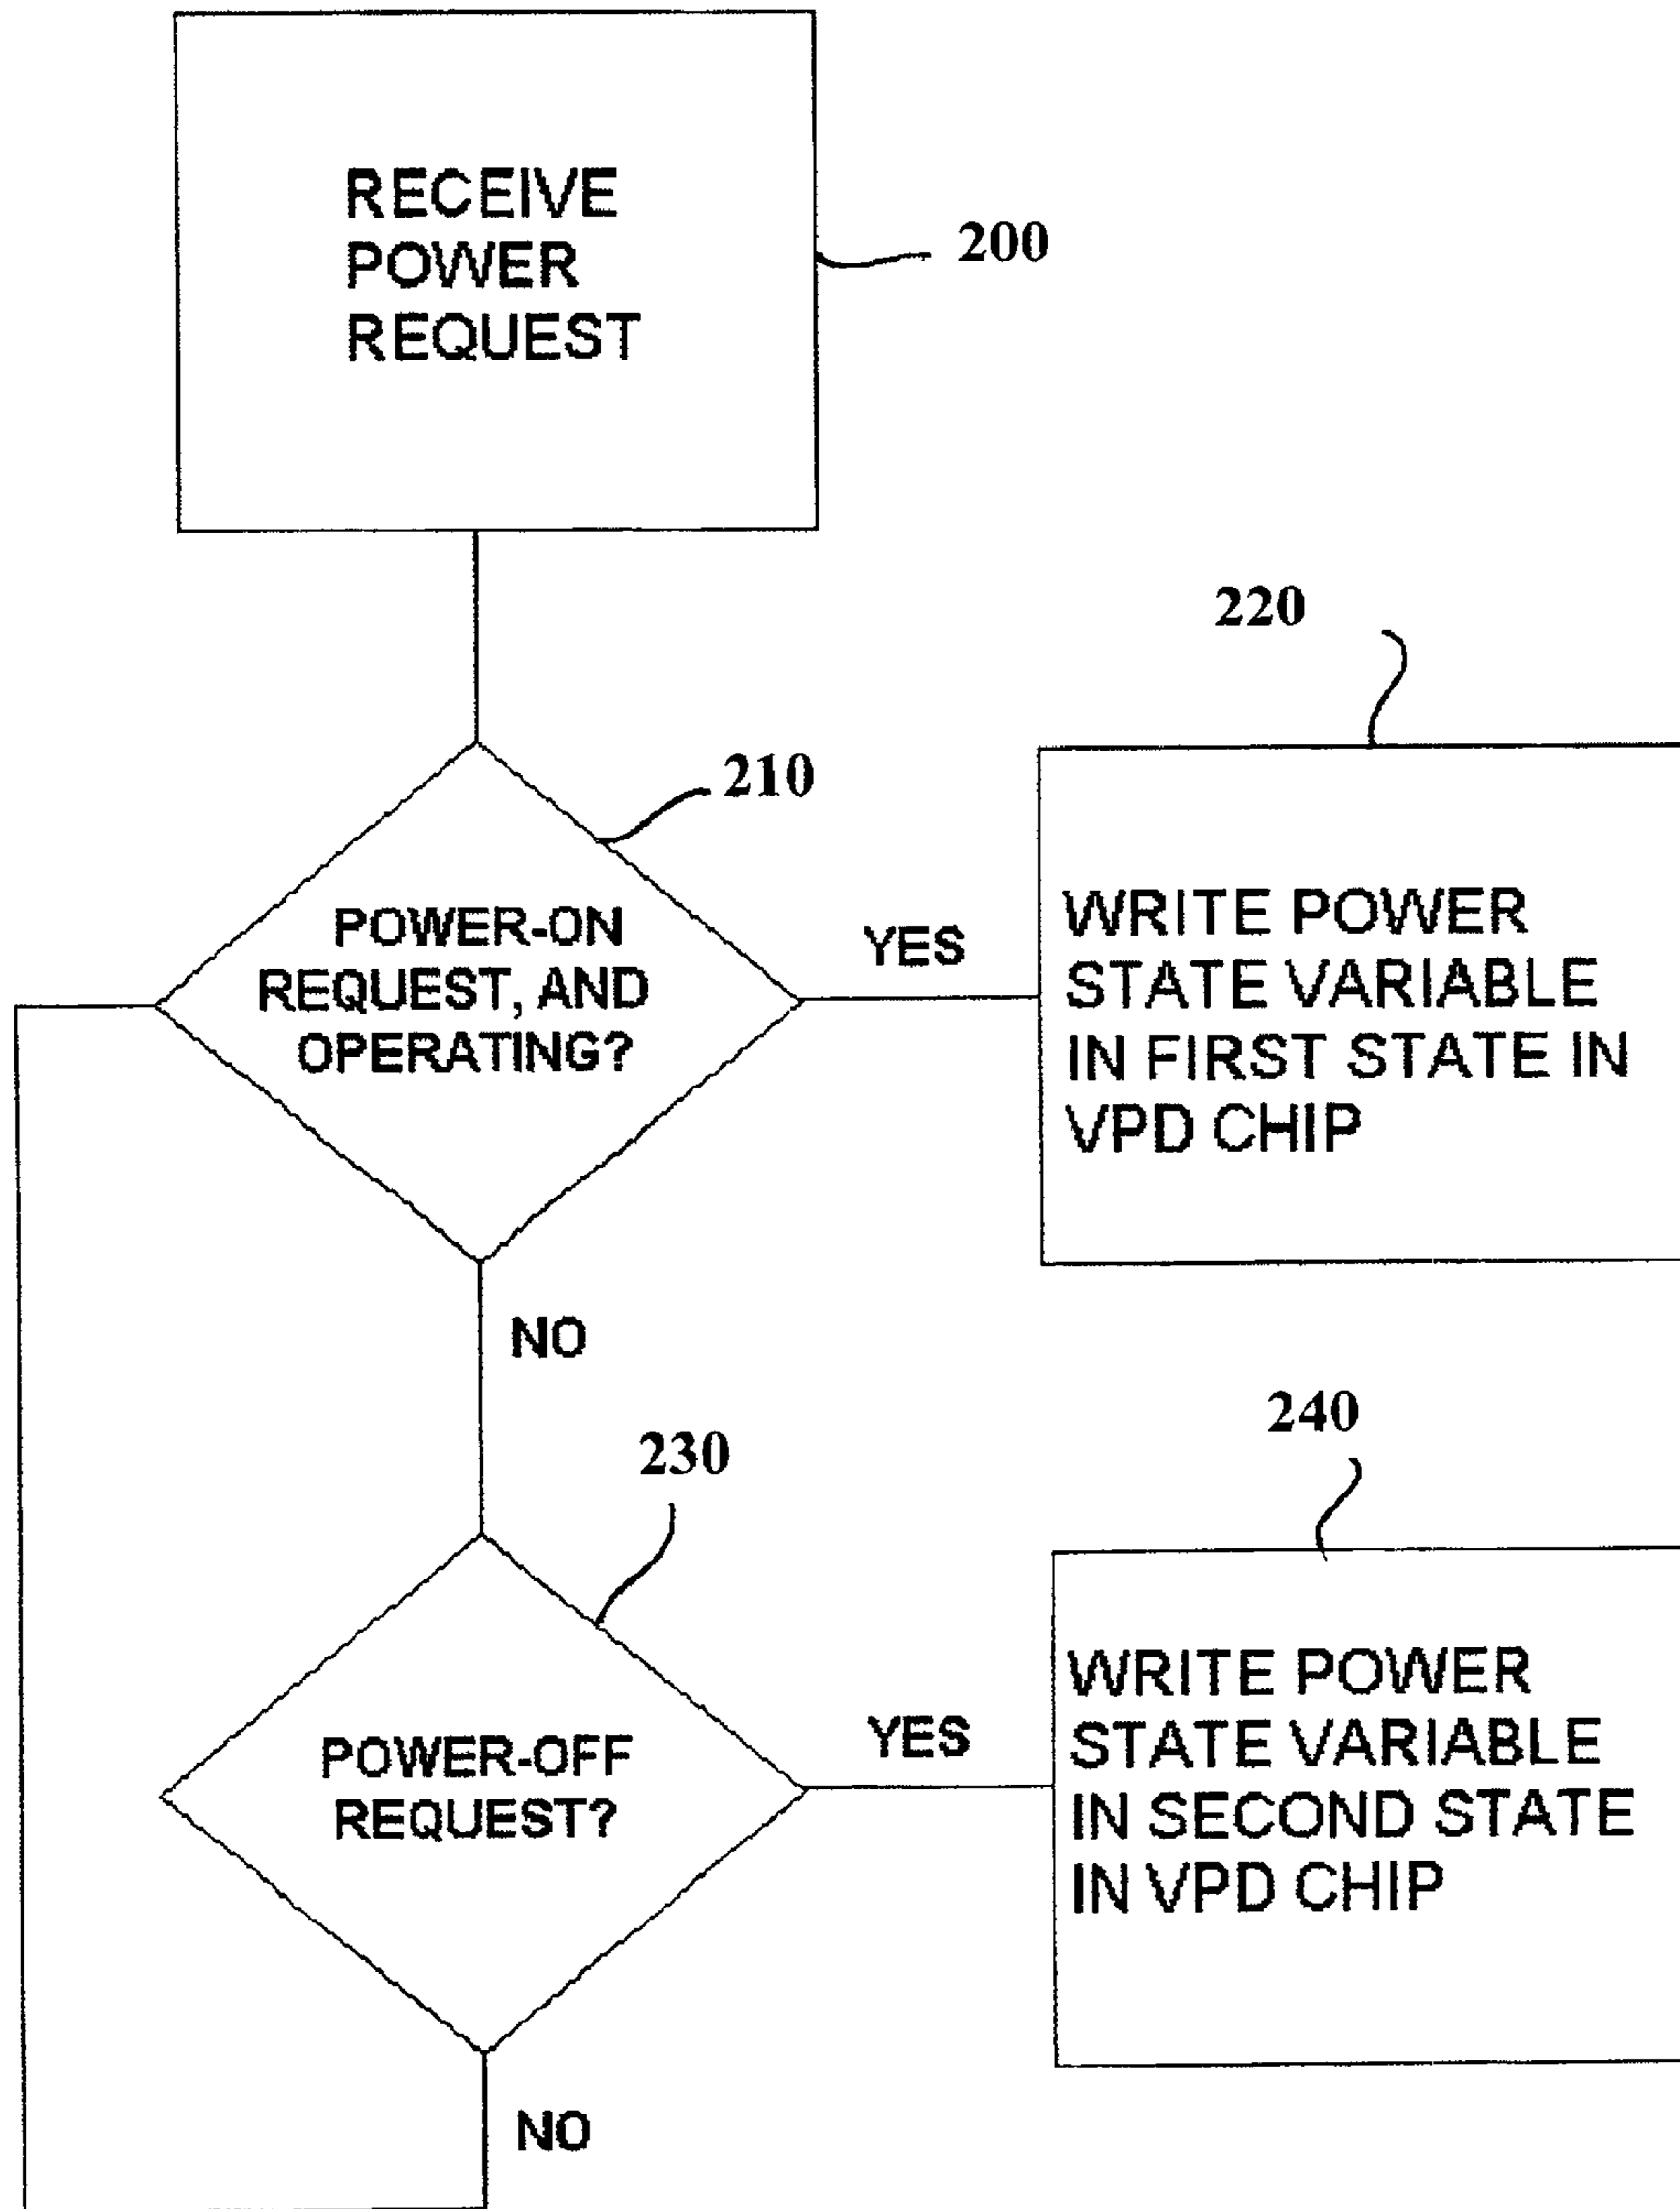 RECEIVE
POWER
REQUEST
200
210
POWER-ON
REQUEST, AND
OPERATING?
YES
220
WRITE POWER
STATE VARIABLE
IN FIRST STATE IN
VPD CHIP
NO
230
POWER-OFF
REQUEST?
YES
240
WRITE POWER
STATE VARIABLE
IN SECOND STATE
IN VPD CHIP
NO